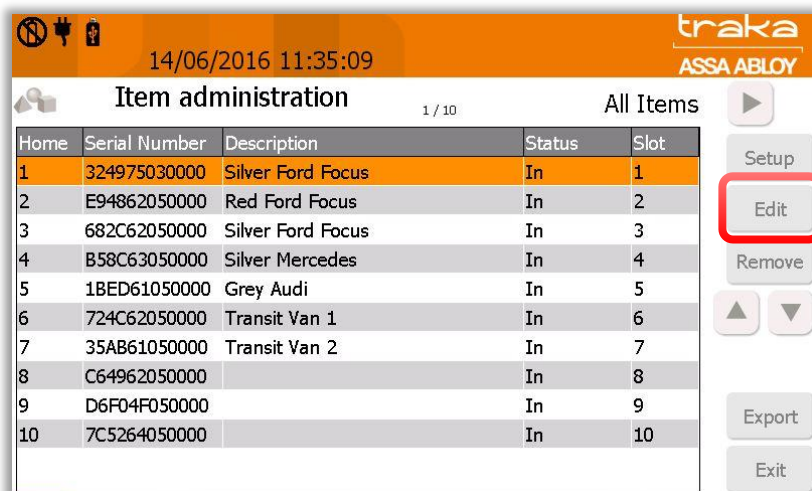 traka
14/06/2016 11:35:09
ASSA ABLOY
Item administration 1 / 10 All Items
Home Serial Number Description Status Slot
1 324975030000 Silver Ford Focus In 1
2 E94862050000 Red Ford Focus In 2
3 682C62050000 Silver Ford Focus In 3
4 B58C63050000 Silver Mercedes In 4
5 1BED61050000 Grey Audi In 5
6 724C62050000 Transit Van 1 In 6
7 35AB61050000 Transit Van 2 In 7
8 C64962050000 In 8
9 D6F04F050000 In 9
10 7C5264050000 In 10
Setup
Edit
Remove
Export
Exit